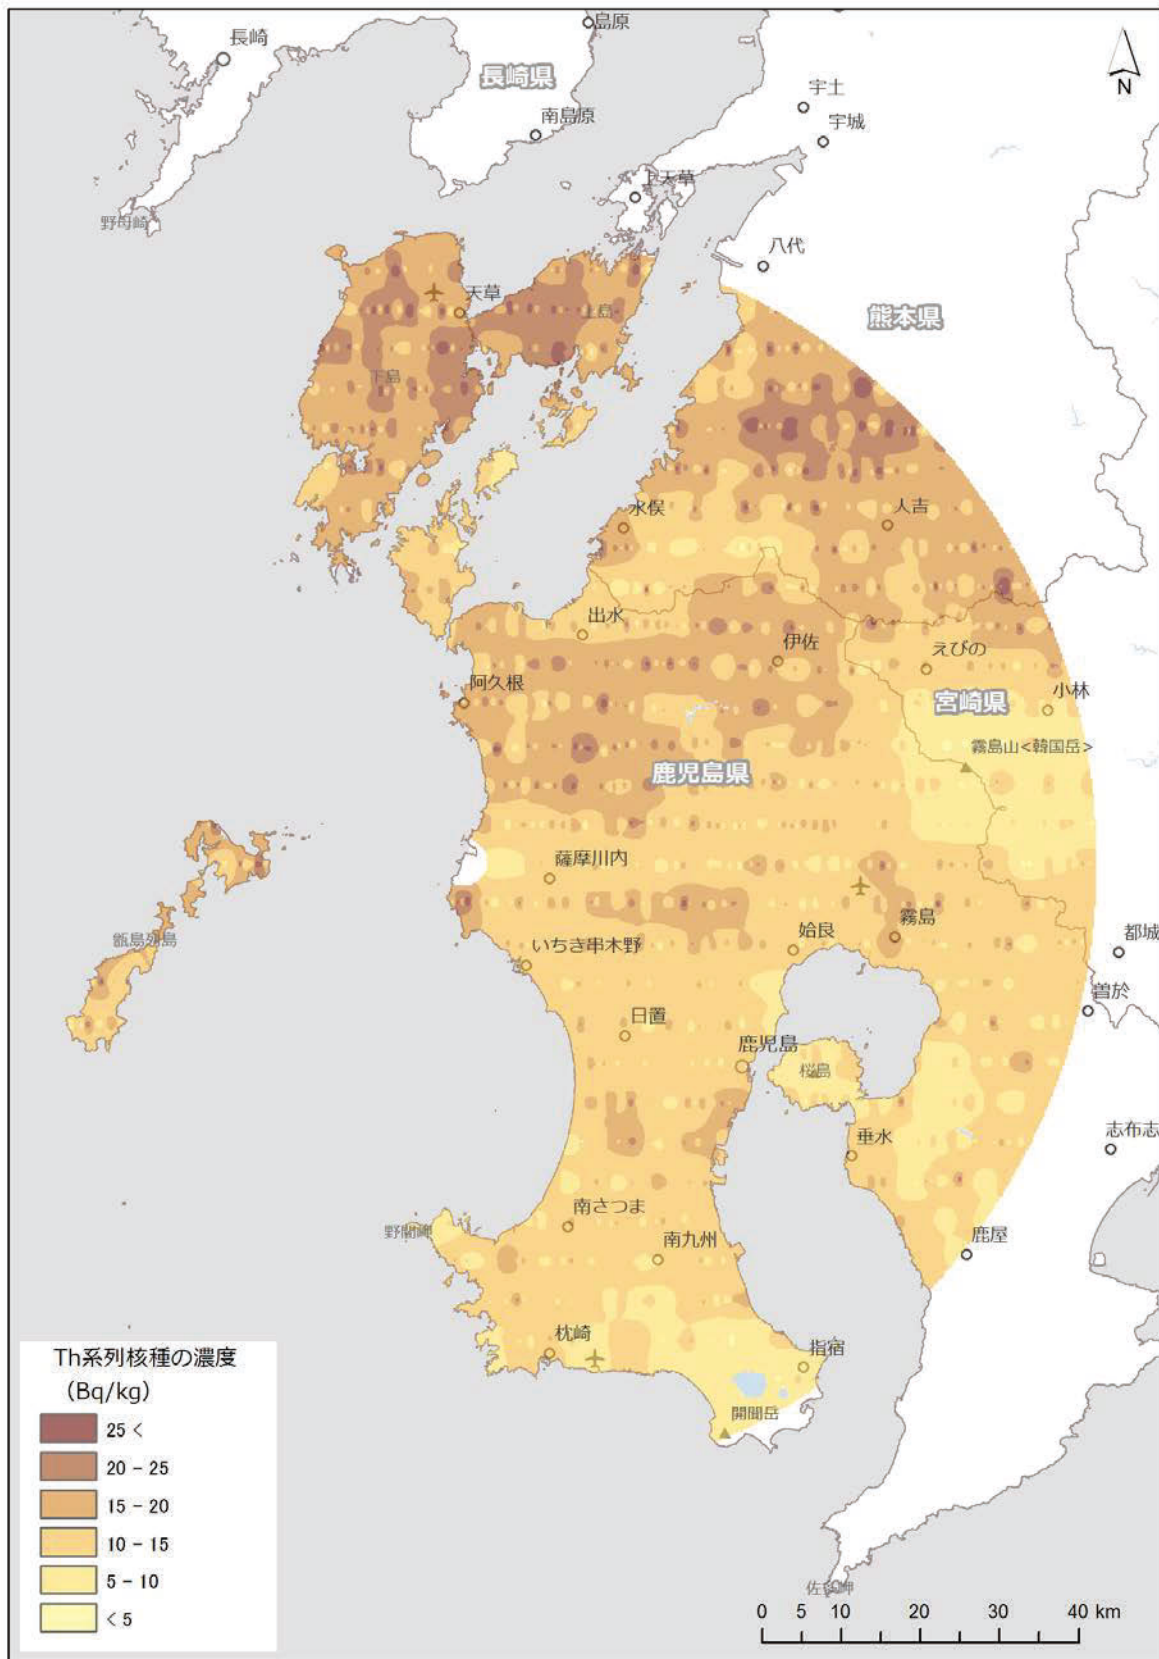 島原
長崎
長崎県
N
宇土
南島原
宇城
上天草
野母崎
八代
天草
上島
熊本県
下島
水俣
人吉
出水
伊佐
えびの
阿久根
宮崎県
小林
霧島山<韓国岳>
鹿児島県
薩摩川内
霧島
甑島列島
いちき串木野
姶良
都城
曽於
日置
鹿児島
桜島
垂水
志布志
南さつま
野間岬
南九州
鹿屋
枕崎
指宿
開聞岳
佐多岬
Th系列核種の濃度
(Bq/kg)
25 <
20 - 25
15 - 20
10 - 15
5 - 10
< 5
0 5 10 20 30 40 km